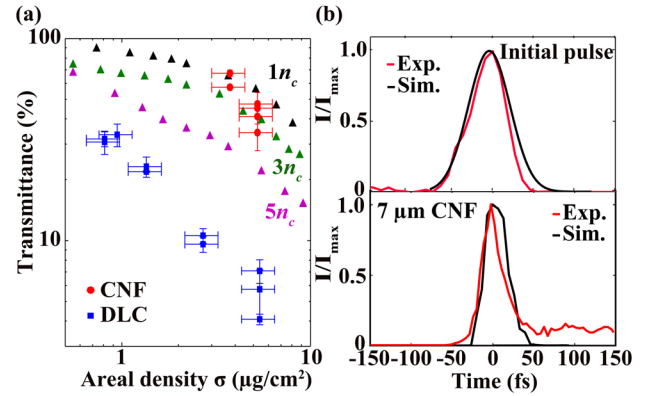 (a)
100
10
Transmittance (%)
1n_c
3n_c
5n_c
CNF
DLC
1
10
Areal density σ (μg/cm²)
(b)
1.0
0.5
0
I/I_max
Initial pulse
Exp.
Sim.
1.0
0.5
0
I/I_max
7 μm CNF
Exp.
Sim.
-150 -100 -50 0 50 100 150
Time (fs)